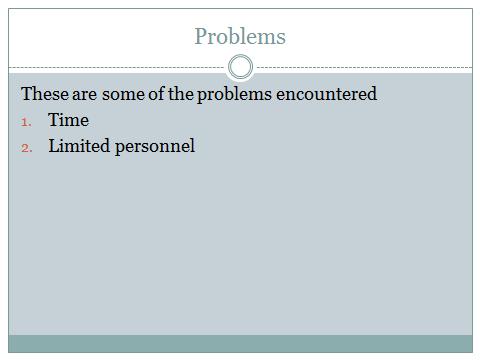 Problems
These are some of the problems encountered
1. Time
2. Limited personnel